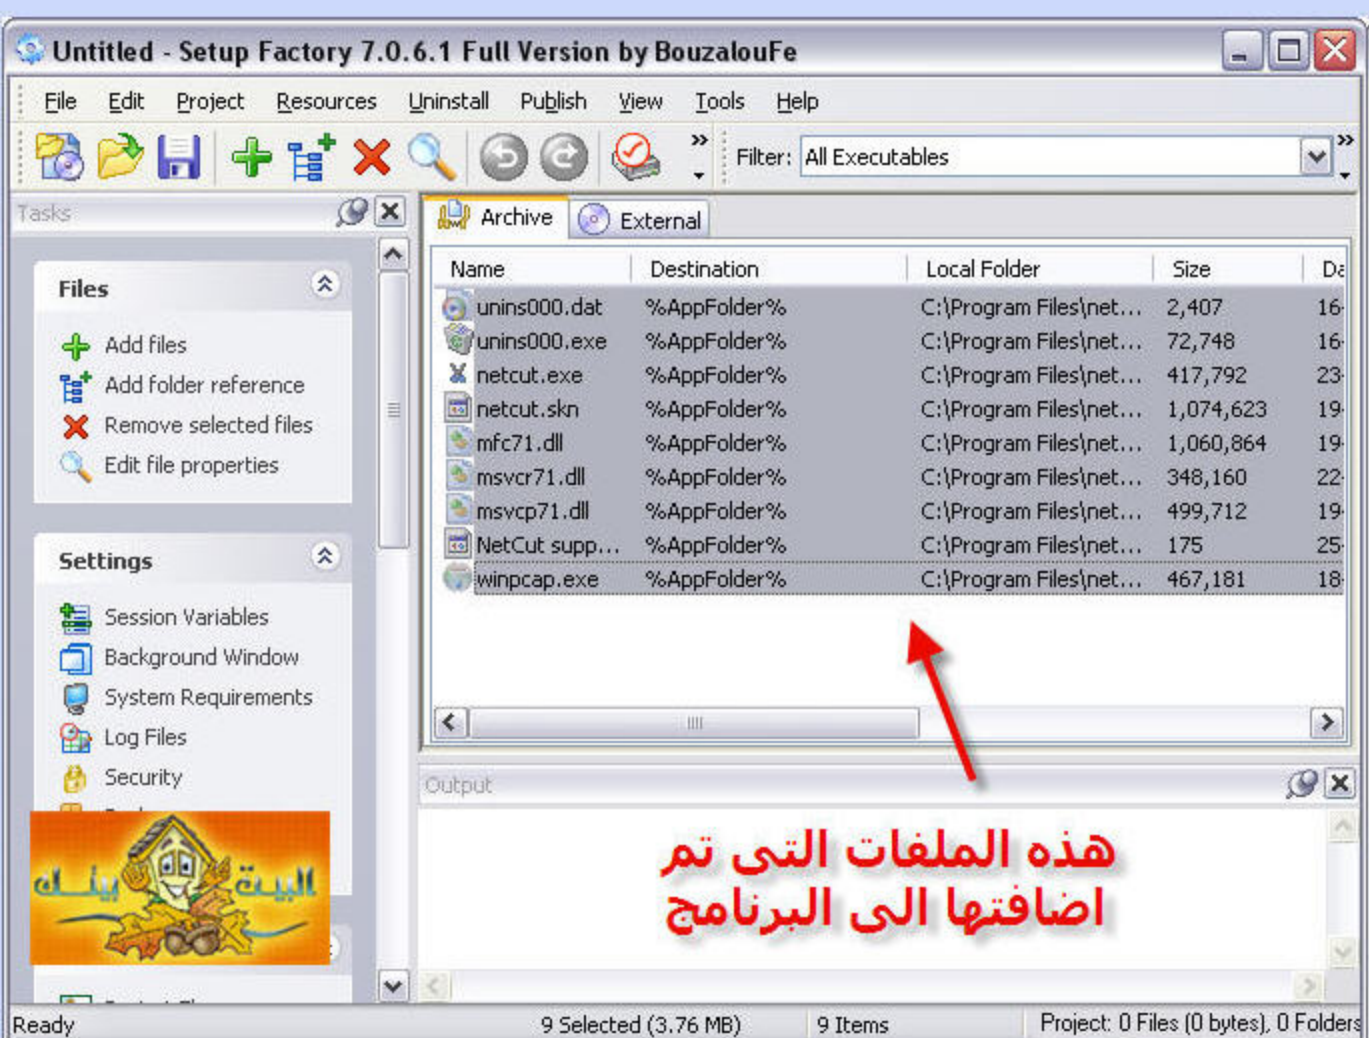 Untitled - Setup Factory 7.0.6.1 Full Version by BouzalouFe
File Edit Project Resources Uninstall Publish View Tools Help
Filter: All Executables
Tasks
Files
Add files
Add folder reference
Remove selected files
Edit file properties
Settings
Session Variables
Background Window
System Requirements
Log Files
Security
البيت بيتك
Archive External
Name Destination Local Folder Size Da
unins000.dat %AppFolder% C:\Program Files\net... 2,407 16-
unins000.exe %AppFolder% C:\Program Files\net... 72,748 16-
netcut.exe %AppFolder% C:\Program Files\net... 417,792 23-
netcut.skn %AppFolder% C:\Program Files\net... 1,074,623 19-
mfc71.dll %AppFolder% C:\Program Files\net... 1,060,864 19-
msvcr71.dll %AppFolder% C:\Program Files\net... 348,160 22-
msvcp71.dll %AppFolder% C:\Program Files\net... 499,712 19-
NetCut supp... %AppFolder% C:\Program Files\net... 175 25-
winpcap.exe %AppFolder% C:\Program Files\net... 467,181 18-
Output
هذه الملفات التى تم
اضافتها الى البرنامج
Ready 9 Selected (3.76 MB) 9 Items Project: 0 Files (0 bytes), 0 Folders